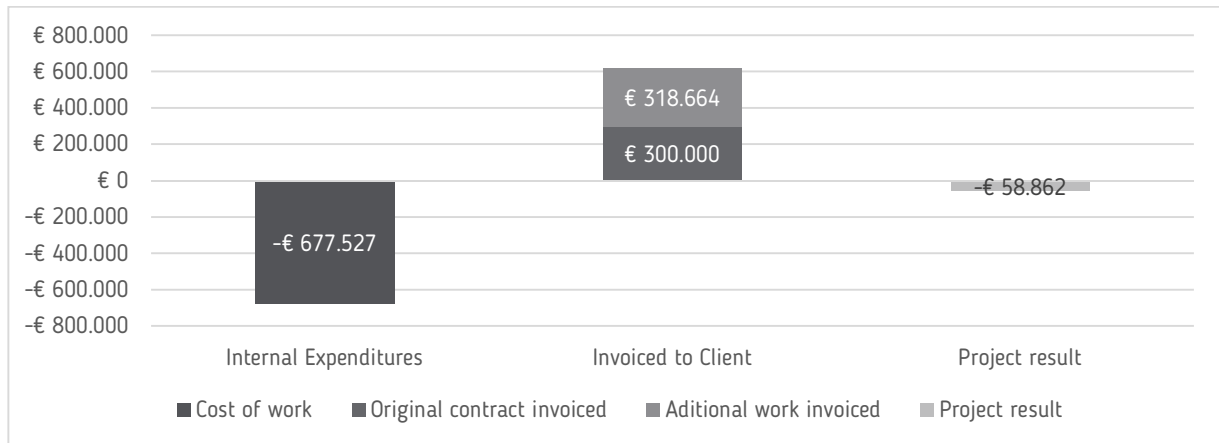 € 800.000
€ 600.000
€ 400.000
€ 200.000
€ 0
-€ 200.000
-€ 400.000
-€ 600.000
-€ 800.000
€ 318.664
€ 300.000
-€ 58.862
-€ 677.527
Internal Expenditures
Invoiced to Client
Project result
Cost of work
Original contract invoiced
Aditional work invoiced
Project result